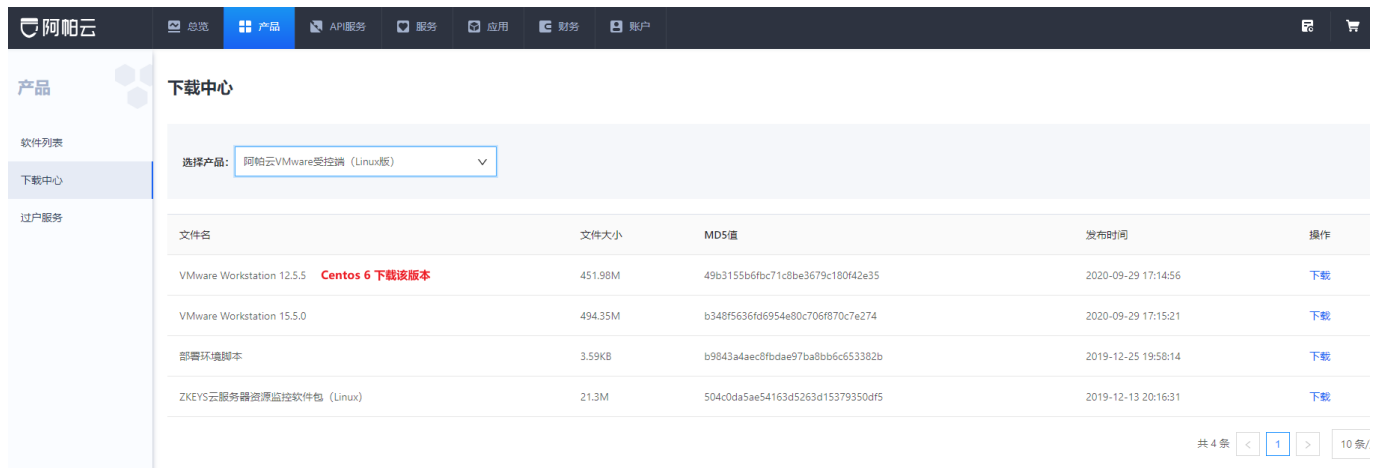 阿帕云 总览 产品 API服务 服务 应用 财务 账户
产品
软件列表
下载中心
过户服务
下载中心
选择产品: 阿帕云VMware受控端（Linux版）
文件名 文件大小 MD5值 发布时间 操作
VMware Workstation 12.5.5 Centos 6 下载该版本 451.98M 49b3155b6fbc71c8be3679c180f42e35 2020-09-29 17:14:56 下载
VMware Workstation 15.5.0 494.35M b348f5636fd6954e80c706f870c7e274 2020-09-29 17:15:21 下载
部署环境脚本 3.59KB b9843a4aec8fbdae97ba8bb6c653382b 2019-12-25 19:58:14 下载
ZKEYS云服务器资源监控软件包（Linux） 21.3M 504c0da5ae54163d5263d15379350df5 2019-12-13 20:16:31 下载
共 4 条 < 1 > 10 条/